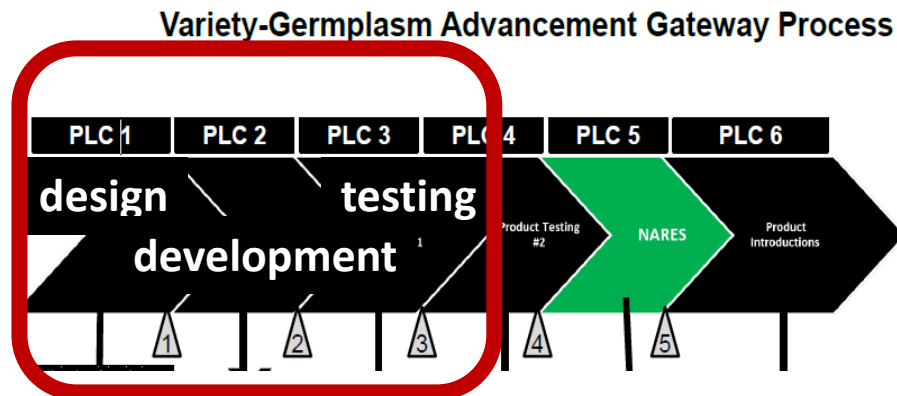 Variety-Germplasm Advancement Gateway Process
PLC 1 PLC 2 PLC 3 PLC 4 PLC 5 PLC 6
design testing
development 1
Product Testing
#2
NARES
Product
Introductions
1 2 3 4 5